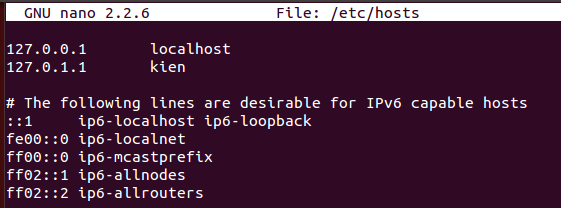 GNU nano 2.2.6 File: /etc/hosts
127.0.0.1 localhost
127.0.1.1 kien
# The following lines are desirable for IPv6 capable hosts
::1 ip6-localhost ip6-loopback
fe00::0 ip6-localnet
ff00::0 ip6-mcastprefix
ff02::1 ip6-allnodes
ff02::2 ip6-allrouters